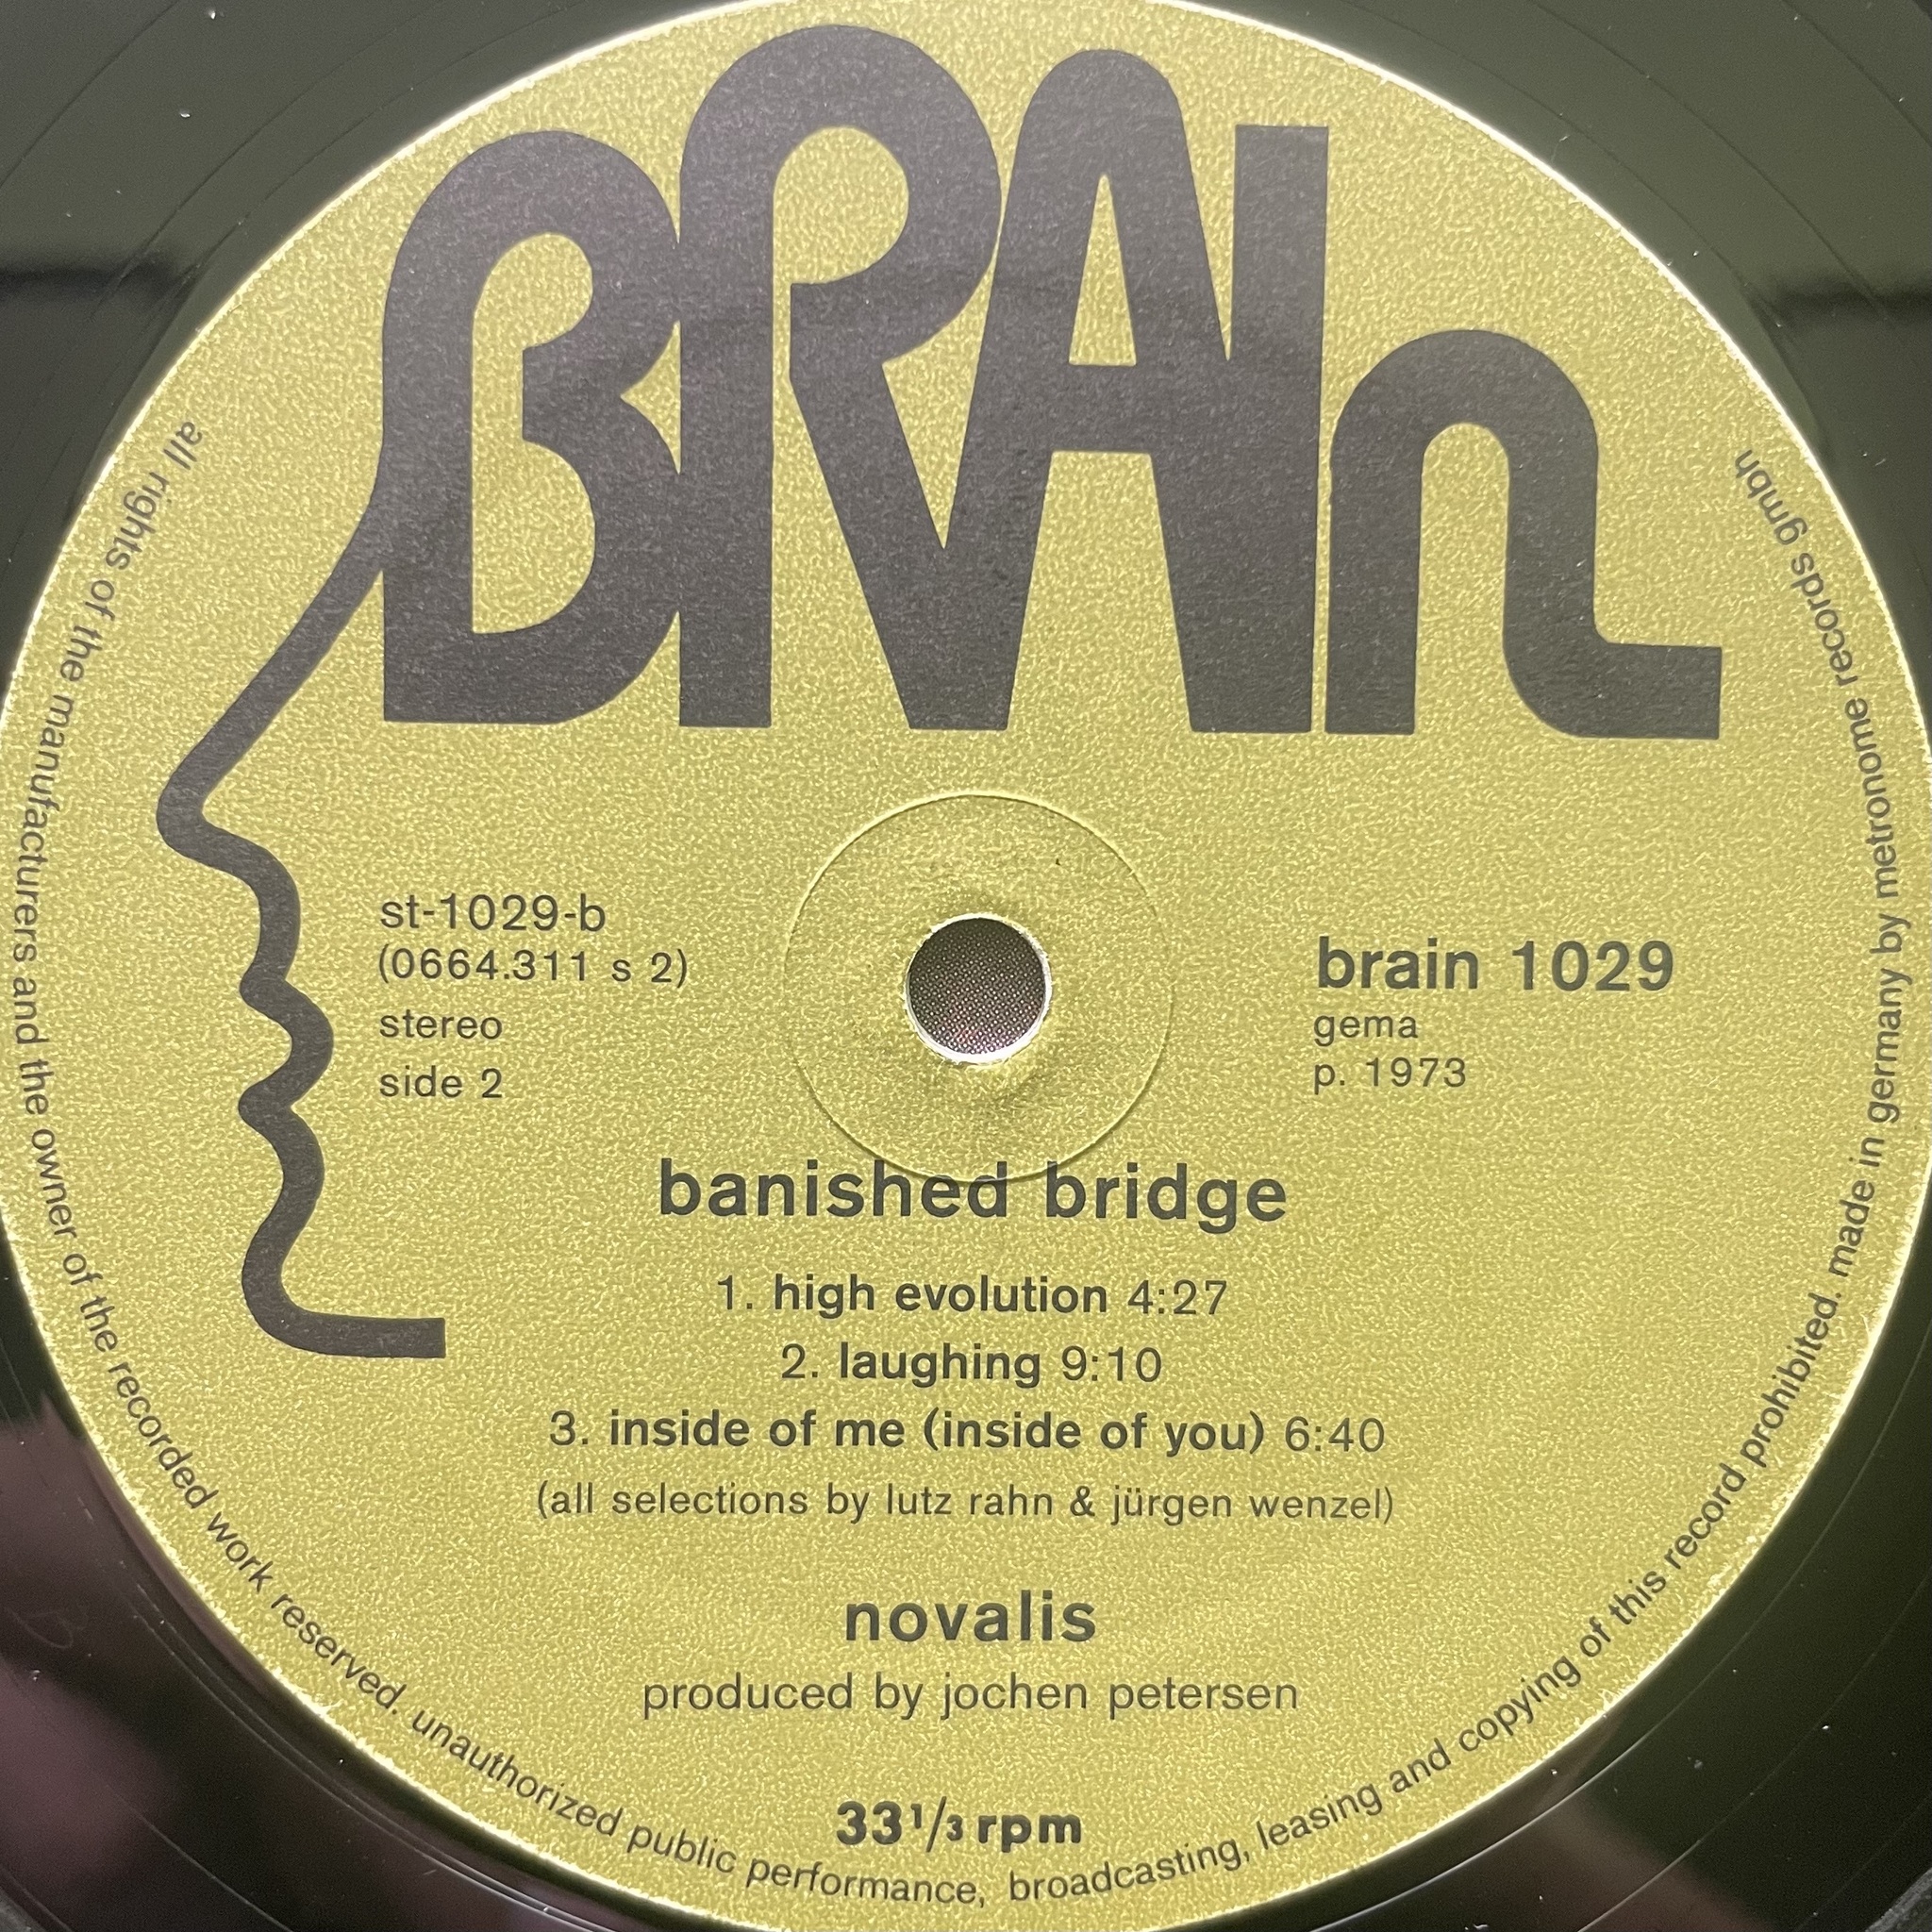 BRAIn
st-1029-b
(0664.311 s 2)
stereo
side 2
brain 1029
gema
p. 1973
banished bridge
1. high evolution 4:27
2. laughing 9:10
3. inside of me (inside of you) 6:40
(all selections by lutz rahn & jürgen wenzel)
novalis
produced by jochen petersen
33 1/3 rpm
all rights of the manufacturers and the owner of the recorded work reserved. unauthorized public performance, broadcasting, leasing and copying of this record prohibited. made in germany by metronome records gmbh